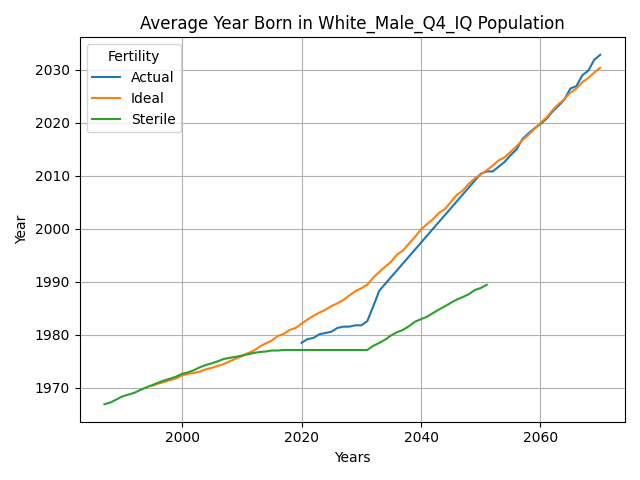 Average Year Born in White_Male_Q4_IQ Population
Fertility
Actual
Ideal
Sterile
2030
2020
2010
2000
1990
1980
1970
Year
2000
2020
2040
2060
Years